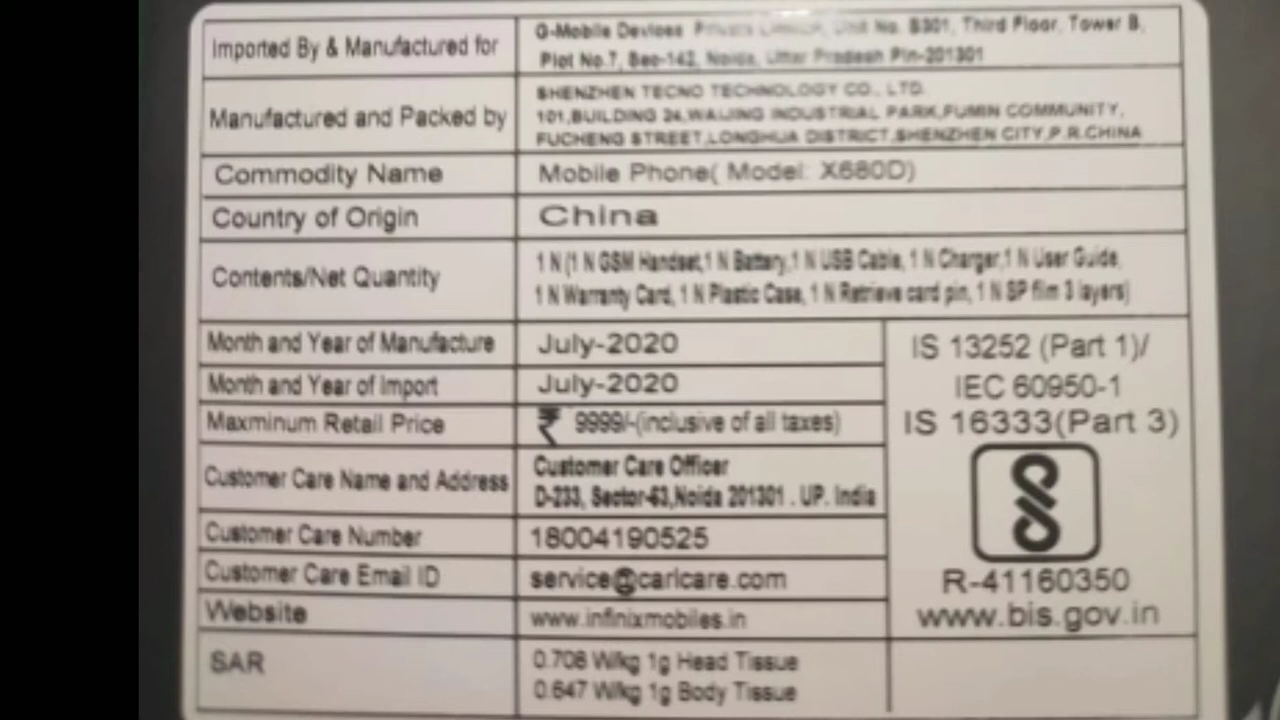 Imported By & Manufactured for
G-Mobile Devices Private Limited, Unit No. B301, Third Floor, Tower B,
Plot No.7, Sec-142, Noida, Uttar Pradesh Pin-201301
Manufactured and Packed by
SHENZHEN TECNO TECHNOLOGY CO., LTD.
101,BUILDING 24,WAIJING INDUSTRIAL PARK,FUMIN COMMUNITY,
FUCHENG STREET,LONGHUA DISTRICT,SHENZHEN CITY,P.R.CHINA
Commodity Name
Mobile Phone( Model: X680D)
Country of Origin
China
Contents/Net Quantity
1 N (1 N GSM Handset,1 N Battery,1 N USB Cable, 1 N Charger,1 N User Guide,
1 N Warranty Card, 1 N Plastic Case, 1 N Retrieve card pin, 1 N SP film 3 layers)
Month and Year of Manufacture
July-2020
Month and Year of Import
July-2020
Maxminum Retail Price
₹ 9999/-(inclusive of all taxes)
Customer Care Name and Address
Customer Care Officer
D-233, Sector-63,Noida 201301 . UP. India
Customer Care Number
18004190525
Customer Care Email ID
service@carlcare.com
Website
www.infinixmobiles.in
IS 13252 (Part 1)/
IEC 60950-1
IS 16333(Part 3)
R-41160350
www.bis.gov.in
SAR
0.708 W/kg 1g Head Tissue
0.647 W/kg 1g Body Tissue